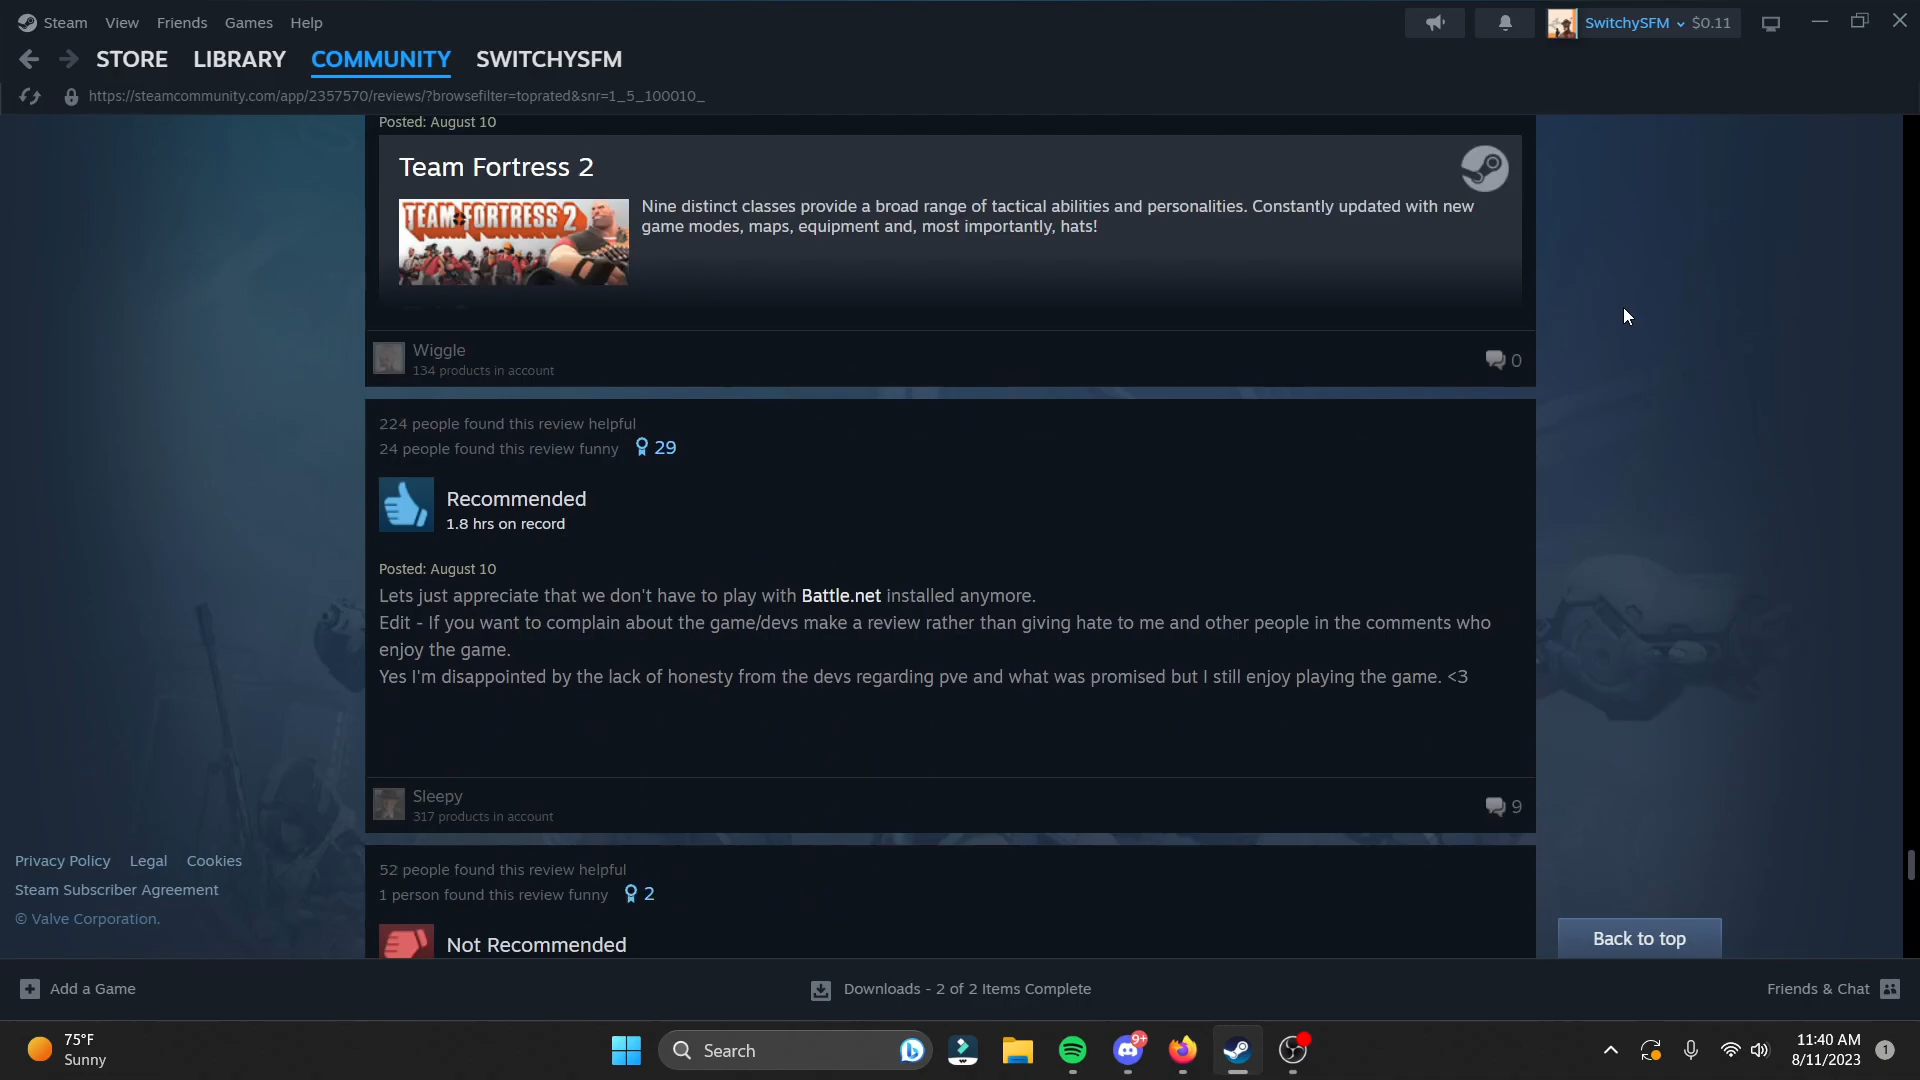 Steam View Friends Games Help
SwitchySFM $0.11
STORE LIBRARY COMMUNITY SWITCHYSFM
https://steamcommunity.com/app/2357570/reviews/?browsefilter=toprated&snr=1_5_100010_
Posted: August 10
Team Fortress 2
TEAM FORTRESS 2
Nine distinct classes provide a broad range of tactical abilities and personalities. Constantly updated with new
game modes, maps, equipment and, most importantly, hats!
Wiggle
134 products in account
0
224 people found this review helpful
24 people found this review funny 29
Recommended
1.8 hrs on record
Posted: August 10
Lets just appreciate that we don't have to play with Battle.net installed anymore.
Edit - If you want to complain about the game/devs make a review rather than giving hate to me and other people in the comments who
enjoy the game.
Yes I'm disappointed by the lack of honesty from the devs regarding pve and what was promised but I still enjoy playing the game. <3
Sleepy
317 products in account
9
52 people found this review helpful
1 person found this review funny 2
Not Recommended
Privacy Policy Legal Cookies
Steam Subscriber Agreement
© Valve Corporation.
Back to top
Add a Game
Downloads - 2 of 2 Items Complete
Friends & Chat
75°F
Sunny
Search
9+
11:40 AM
8/11/2023
1